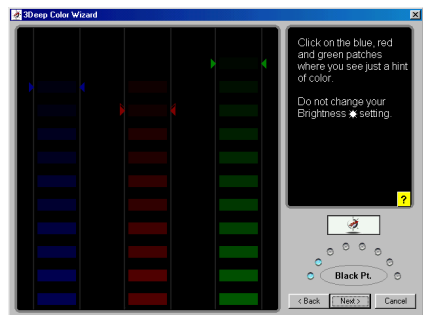 3Deep Color Wizard
Click on the blue, red
and green patches
where you see just a hint
of color.
Do not change your
Brightness ☀ setting.
?
Black Pt.
< Back
Next >
Cancel